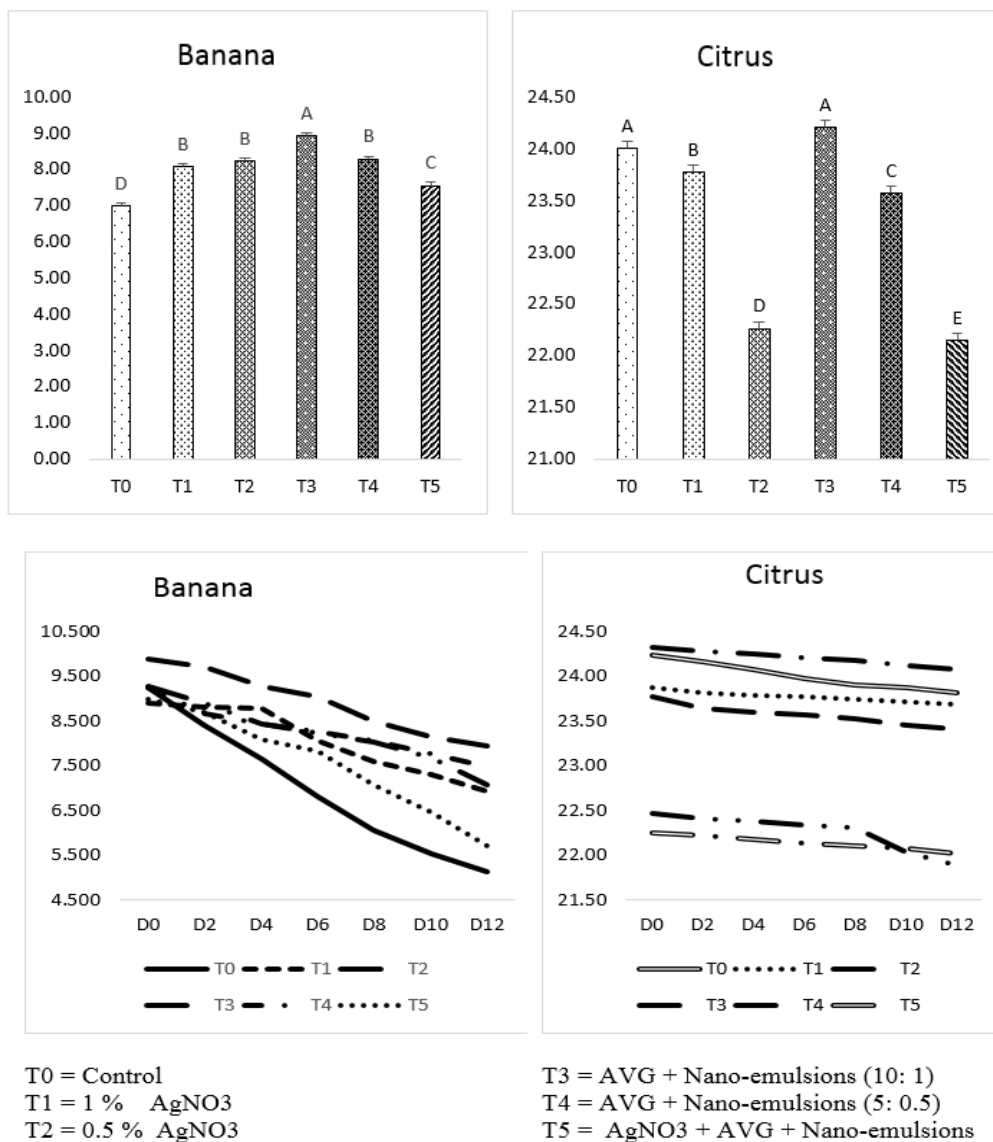 Banana
10.00
9.00
8.00
7.00
6.00
5.00
4.00
3.00
2.00
1.00
0.00
D B B A B C
T0 T1 T2 T3 T4 T5
Citrus
24.50
24.00
23.50
23.00
22.50
22.00
21.50
21.00
A B D A C E
T0 T1 T2 T3 T4 T5
Banana
10.500
9.500
8.500
7.500
6.500
5.500
4.500
D0 D2 D4 D6 D8 D10 D12
T0 T1 T2
T3 T4 T5
Citrus
24.50
24.00
23.50
23.00
22.50
22.00
21.50
D0 D2 D4 D6 D8 D10 D12
T0 T1 T2
T3 T4 T5
T0 = Control
T1 = 1 % AgNO3
T2 = 0.5 % AgNO3
T3 = AVG + Nano-emulsions (10: 1)
T4 = AVG + Nano-emulsions (5: 0.5)
T5 = AgNO3 + AVG + Nano-emulsions